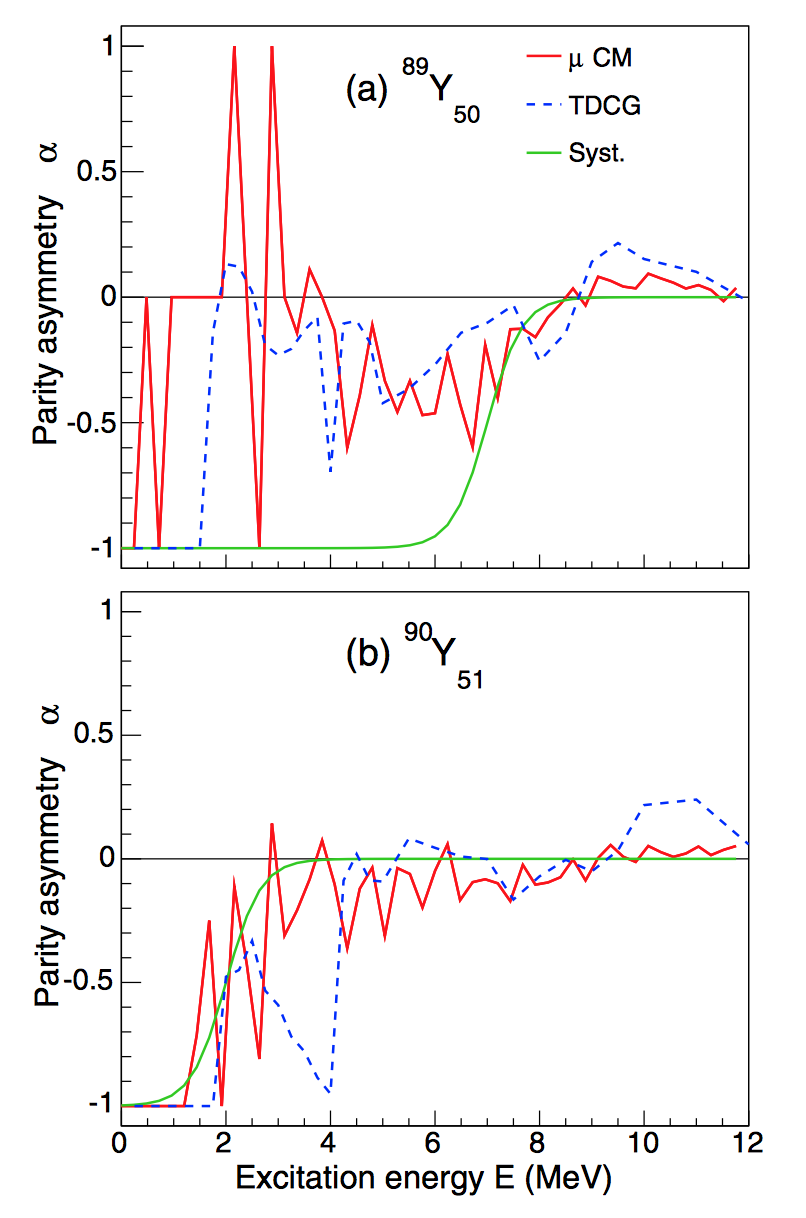 (a) ⁸⁹Y₅₀
μ CM
TDCG
Syst.
1
0.5
0
-0.5
-1
Parity asymmetry α
(b) ⁹⁰Y₅₁
1
0.5
0
-0.5
-1
Parity asymmetry α
0 2 4 6 8 10 12
Excitation energy E (MeV)